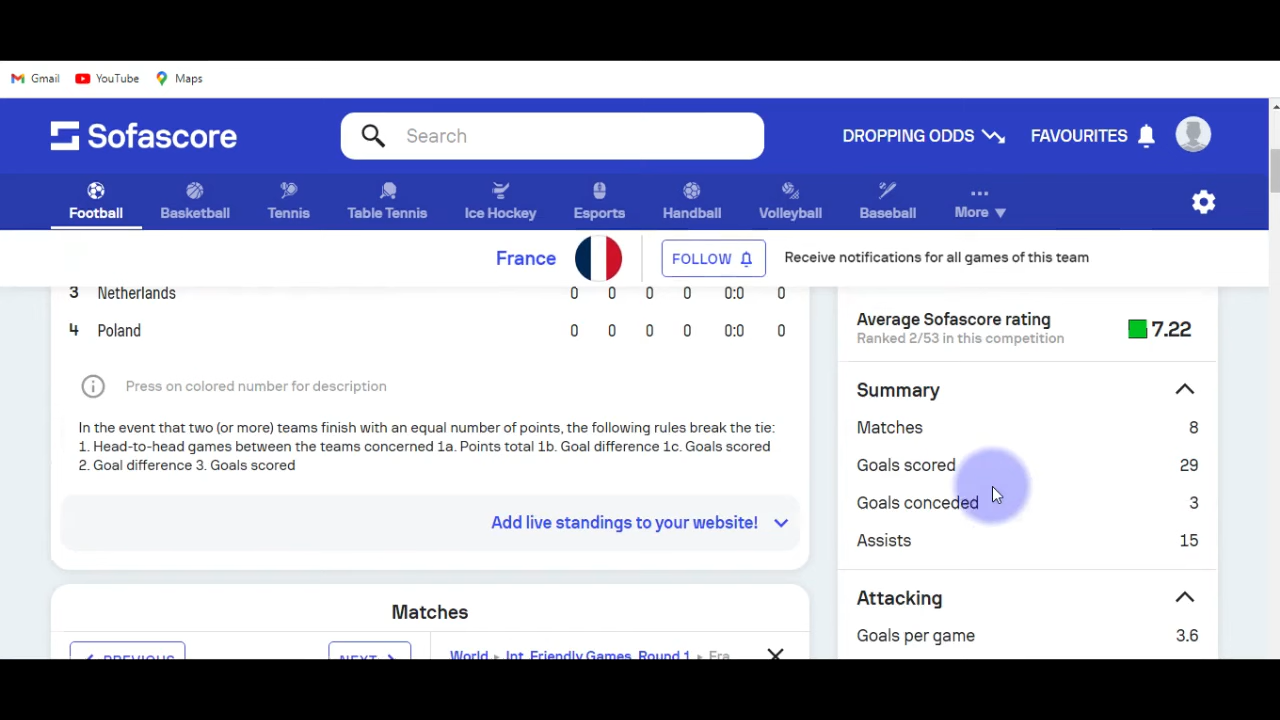 Gmail YouTube Maps
Sofascore Search DROPPING ODDS FAVOURITES
Football Basketball Tennis Table Tennis Ice Hockey Esports Handball Volleyball Baseball More
France FOLLOW Receive notifications for all games of this team
3 Netherlands 0 0 0 0 0:0 0
4 Poland 0 0 0 0 0:0 0
Press on colored number for description
In the event that two (or more) teams finish with an equal number of points, the following rules break the tie:
1. Head-to-head games between the teams concerned 1a. Points total 1b. Goal difference 1c. Goals scored
2. Goal difference 3. Goals scored
Add live standings to your website!
Matches
PREVIOUS NEXT
World Int. Friendly Games, Round 1 Fra
Average Sofascore rating 7.22
Ranked 2/53 in this competition
Summary
Matches 8
Goals scored 29
Goals conceded 3
Assists 15
Attacking
Goals per game 3.6